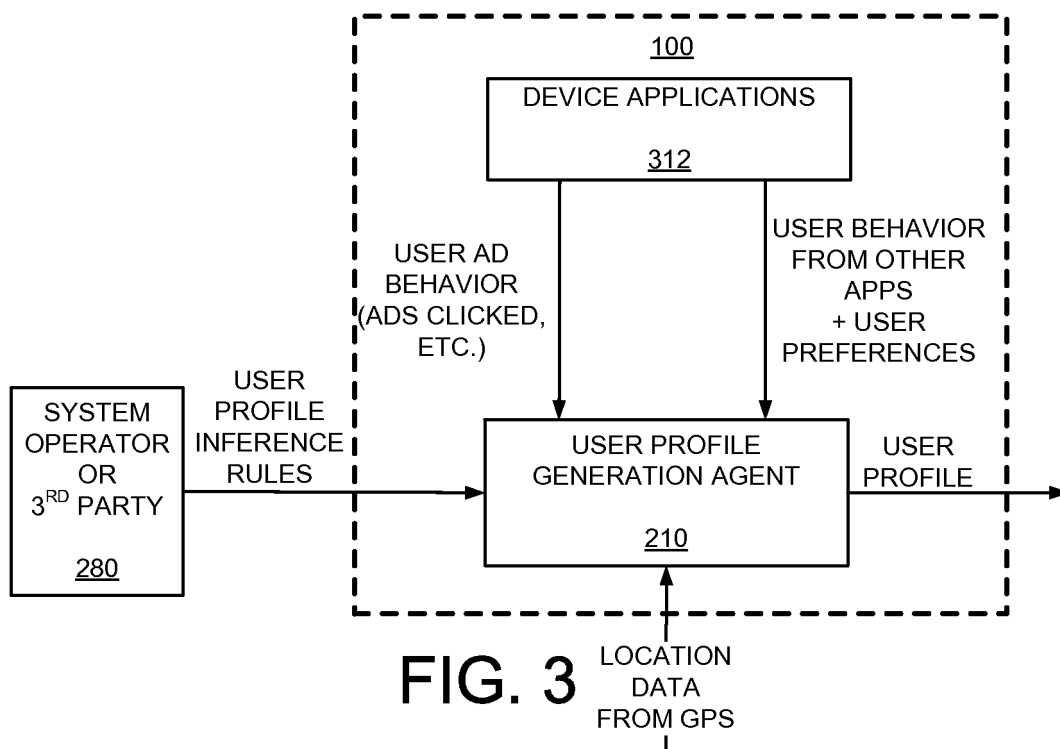 100
DEVICE APPLICATIONS
312
USER AD
BEHAVIOR
(ADS CLICKED,
ETC.)
USER BEHAVIOR
FROM OTHER
APPS
+ USER
PREFERENCES
SYSTEM
OPERATOR
OR
3RD PARTY
280
USER
PROFILE
INFERENCE
RULES
USER PROFILE
GENERATION AGENT
210
USER
PROFILE
FIG. 3
LOCATION
DATA
FROM GPS